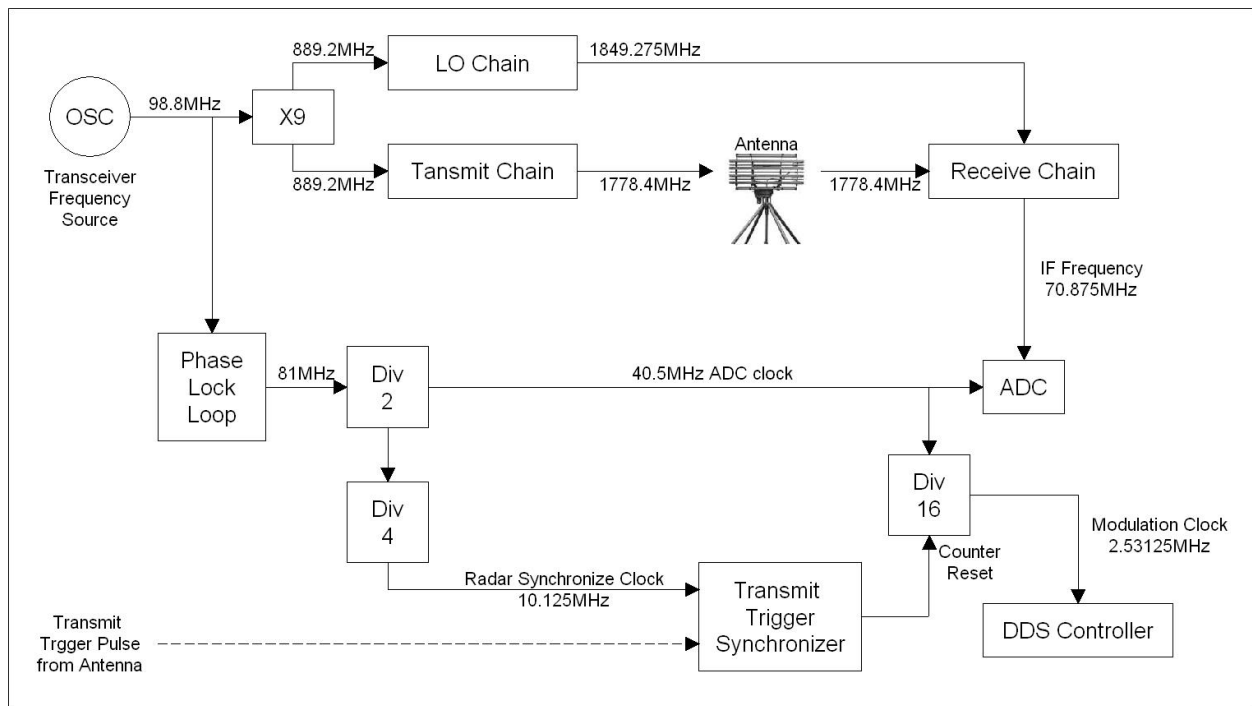 889.2MHz
LO Chain
1849.275MHz
OSC
98.8MHz
X9
Transceiver
Frequency
Source
889.2MHz
Tansmit Chain
1778.4MHz
Antenna
1778.4MHz
Receive Chain
IF Frequency
70.875MHz
Phase
Lock
Loop
81MHz
Div
2
40.5MHz ADC clock
ADC
Div
4
Div
16
Modulation Clock
2.53125MHz
Counter
Reset
Radar Synchronize Clock
10.125MHz
Transmit
Trigger
Synchronizer
DDS Controller
Transmit
Trgger Pulse
from Antenna